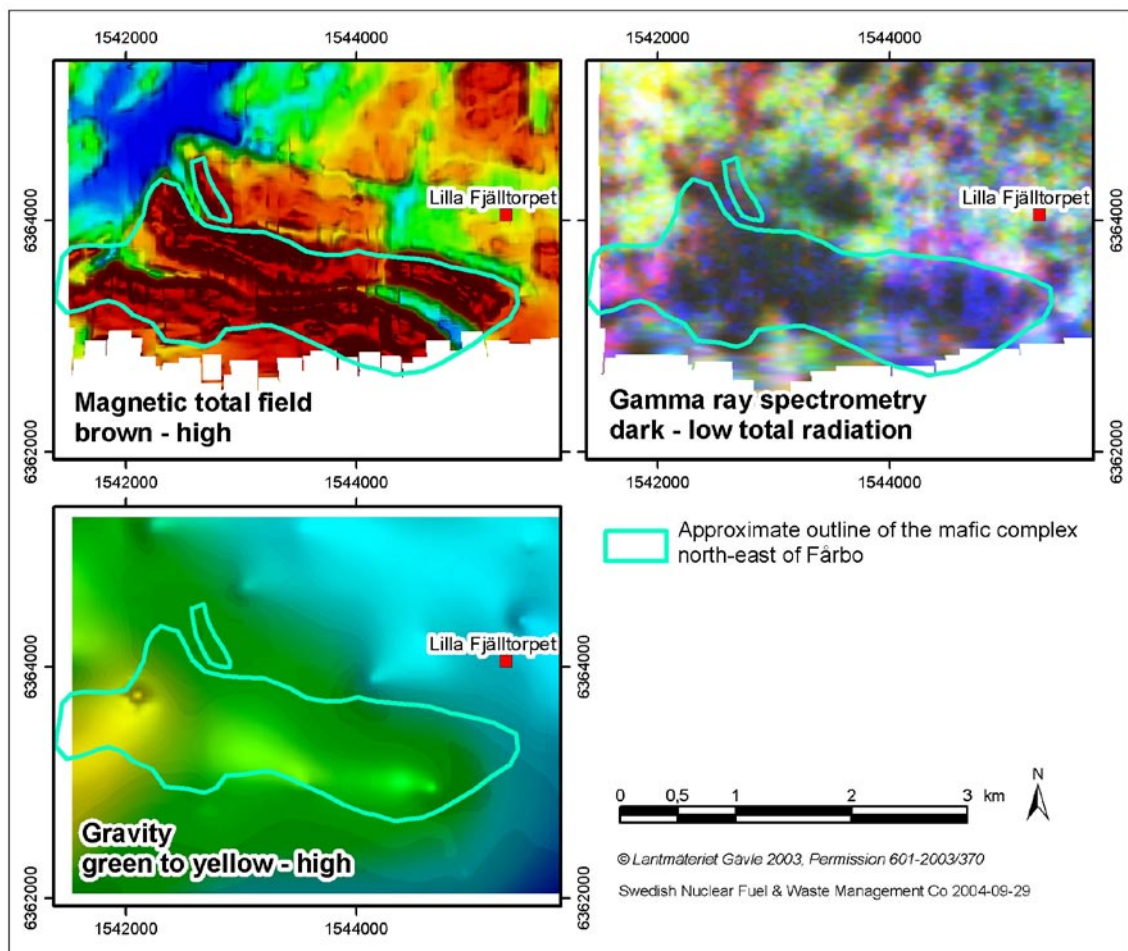 1542000 1544000
1542000 1544000
6364000
Lilla Fjälltorpet
Lilla Fjälltorpet
6364000
6362000
Magnetic total field
brown - high
Gamma ray spectrometry
dark - low total radiation
6362000
1542000 1544000
1542000 1544000
Approximate outline of the mafic complex
north-east of Fårbo
6364000
Lilla Fjälltorpet
6364000
Gravity
green to yellow - high
6362000
6362000
1542000 1544000
0 0,5 1 2 3 km
N
© Lantmäteriet Gävle 2003, Permission 601-2003/370
Swedish Nuclear Fuel & Waste Management Co 2004-09-29